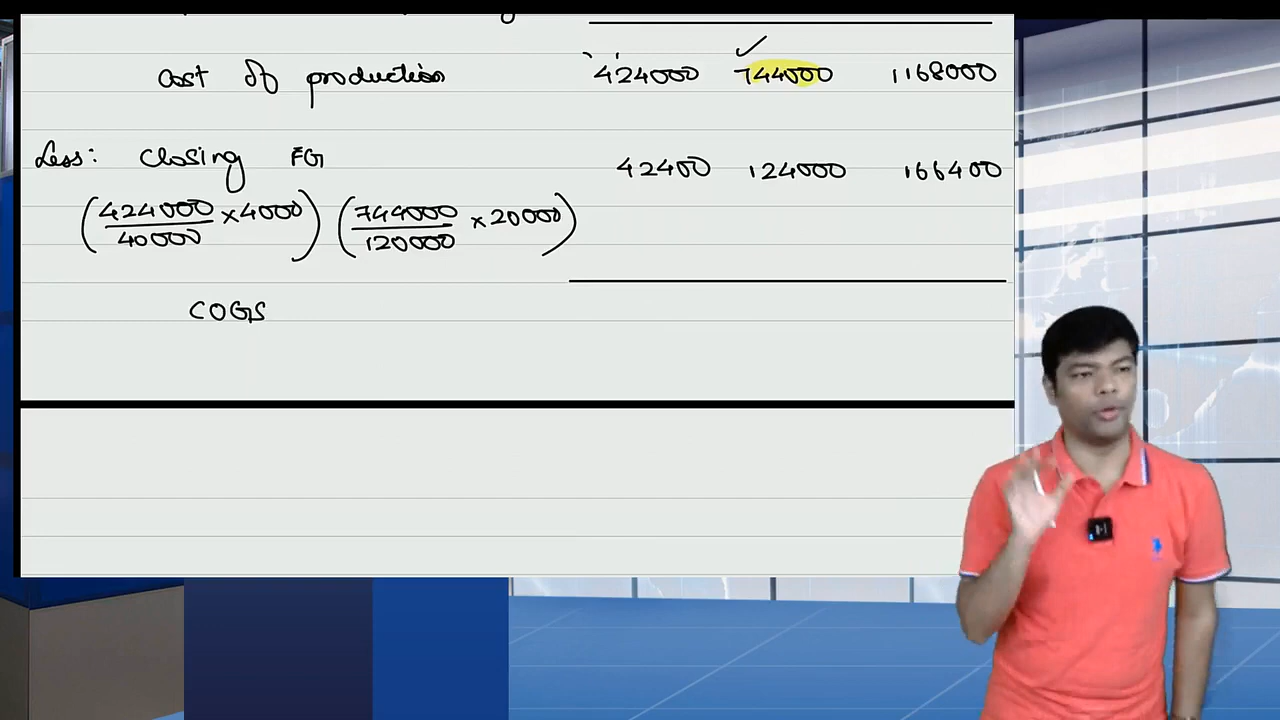 cost of production 424000 744000 1168000
Less: closing FG 42400 124000 166400
(424000/40000 × 4000) (744000/120000 × 20000)
COGS